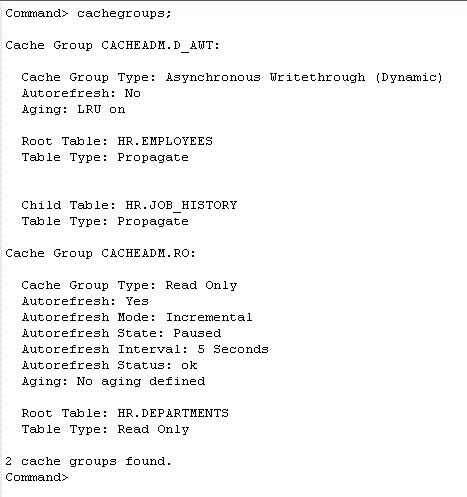 Command> cachegroups;
Cache Group CACHEADM.D_AWT:
Cache Group Type: Asynchronous Writethrough (Dynamic)
Autorefresh: No
Aging: LRU on
Root Table: HR.EMPLOYEES
Table Type: Propagate
Child Table: HR.JOB_HISTORY
Table Type: Propagate
Cache Group CACHEADM.RO:
Cache Group Type: Read Only
Autorefresh: Yes
Autorefresh Mode: Incremental
Autorefresh State: Paused
Autorefresh Interval: 5 Seconds
Autorefresh Status: ok
Aging: No aging defined
Root Table: HR.DEPARTMENTS
Table Type: Read Only
2 cache groups found.
Command>